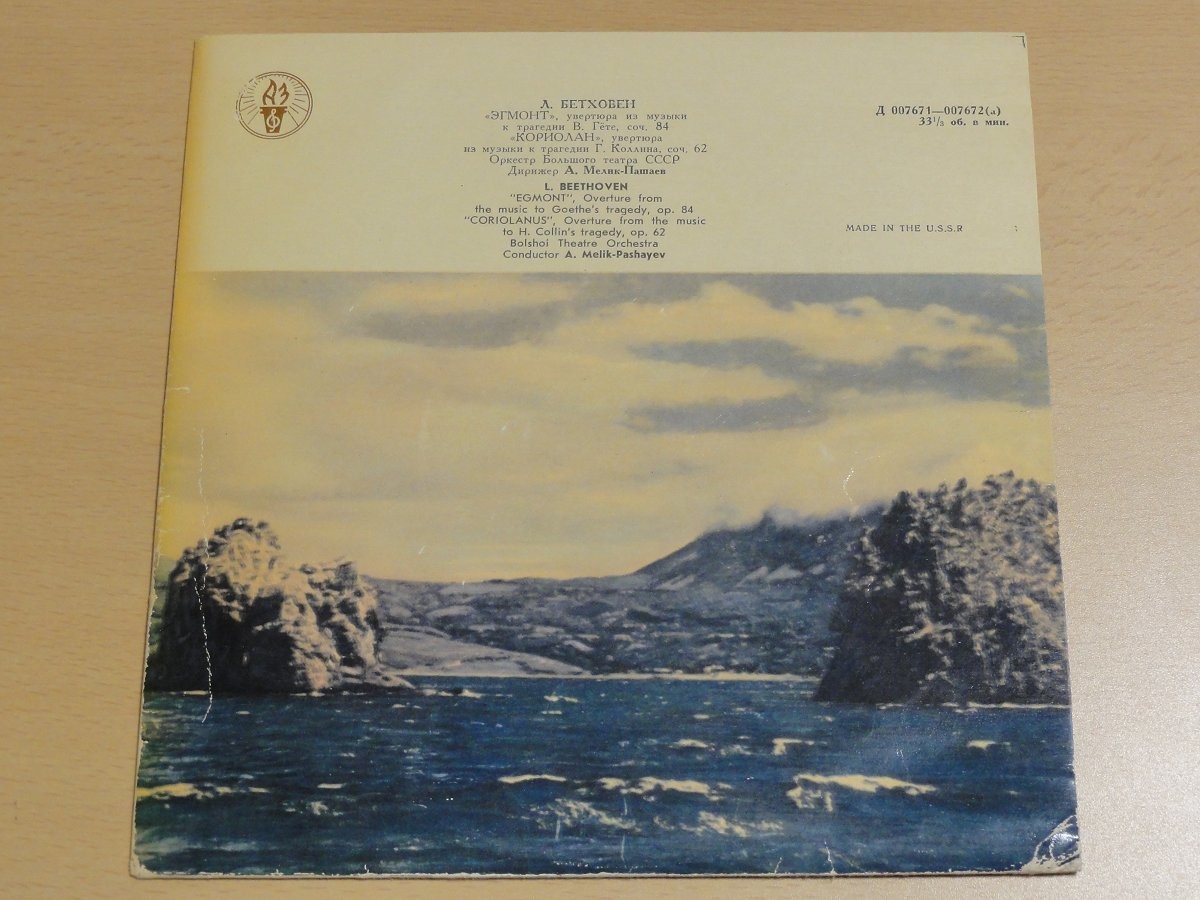 АЗ
Л. БЕТХОВЕН
«ЭГМОНТ», увертюра из музыки
к трагедии В. Гёте, соч. 84
«КОРИОЛАН», увертюра
из музыки к трагедии Г. Коллина, соч. 62
Оркестр Большого театра СССР
Дирижер А. Мелик-Пашаев
L. BEETHOVEN
"EGMONT", Overture from
the music to Goethe's tragedy, op. 84
"CORIOLANUS", Overture from the music
to H. Collin's tragedy, op. 62
Bolshoi Theatre Orchestra
Conductor A. Melik-Pashayev
Д 007671—007672(а)
33⅓ об. в мин.
MADE IN THE U.S.S.R